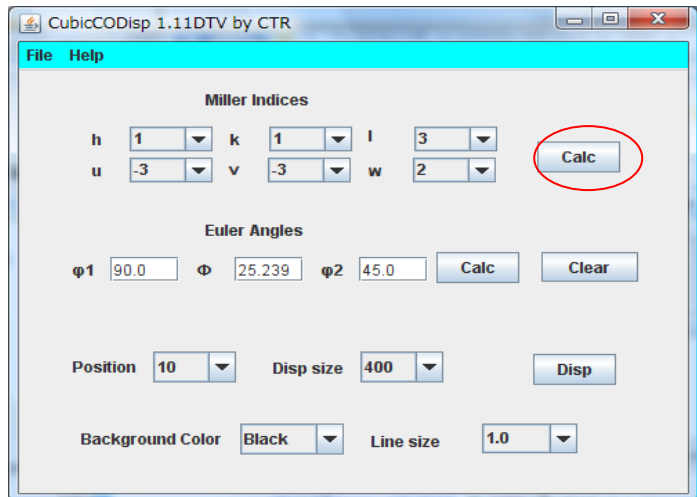 CubicCODisp 1.11DTV by CTR
File Help
Miller Indices
h 1 k 1 l 3
Calc
u -3 v -3 w 2
Euler Angles
φ1 90.0 Φ 25.239 φ2 45.0 Calc Clear
Position 10 Disp size 400 Disp
Background Color Black Line size 1.0